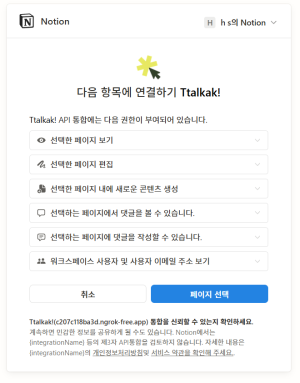 Notion
H h s의 Notion
다음 항목에 연결하기 Ttalkak!
Ttalkak! API 통합에는 다음 권한이 부여되어 있습니다.
선택한 페이지 보기
선택한 페이지 편집
선택한 페이지 내에 새로운 콘텐츠 생성
선택하는 페이지에서 댓글을 볼 수 있습니다.
선택하는 페이지에 댓글을 작성할 수 있습니다.
워크스페이스 사용자 및 사용자 이메일 주소 보기
취소
페이지 선택
Ttalkak!(c207c118ba3d.ngrok-free.app) 통합을 신뢰할 수 있는지 확인하세요.
계속하면 민감한 정보를 공유하게 될 수도 있습니다. Notion에서는
{integrationName} 등의 제3자 API통합을 검토하지 않습니다. 자세한 내용은
{integrationName}의 개인정보처리방침및 서비스 약관을 확인해 주세요.